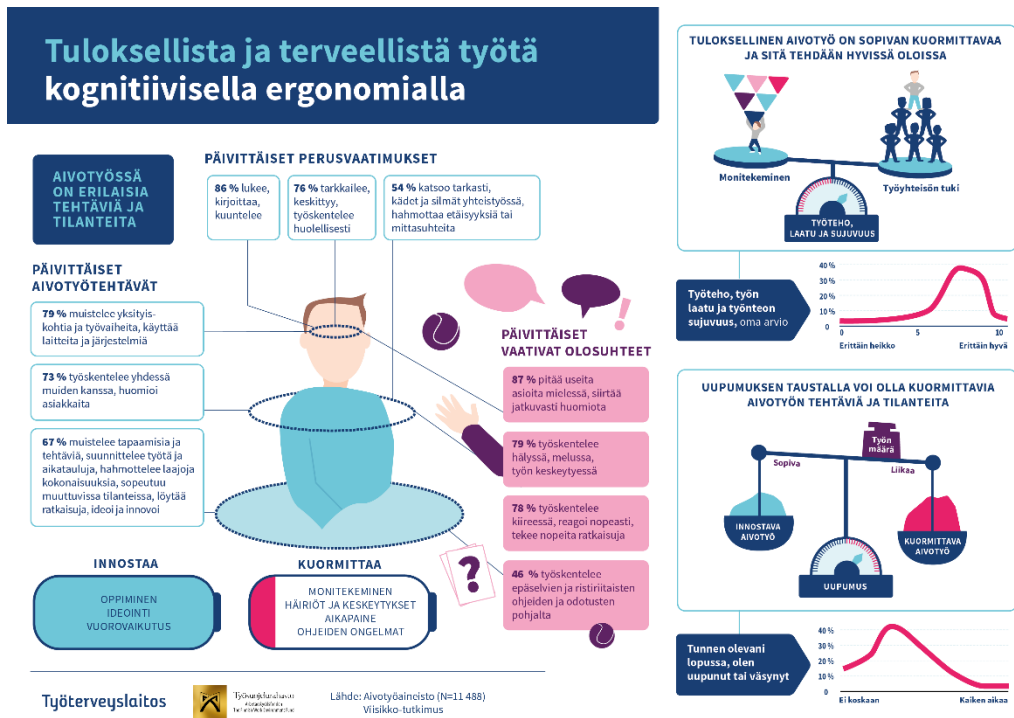 Tuloksellista ja terveellistä työtä
kognitiivisella ergonomialla
AIVOTYÖSSÄ
ON ERILAISIA
TEHTÄVIÄ JA
TILANTEITA
PÄIVITTÄISET PERUSVAATIMUKSET
86 % lukee,
kirjoittaa,
kuuntelee
76 % tarkkailee,
keskittyy,
työskentelee
huolellisesti
54 % katsoo tarkasti,
kädet ja silmät yhteistyössä,
hahmottaa etäisyyksiä tai
mittasuhteita
PÄIVITTÄISET
AIVOTYÖTEHTÄVÄT
79 % muistelee yksityis-
kohtia ja työvaiheita, käyttää
laitteita ja järjestelmiä
73 % työskentelee yhdessä
muiden kanssa, huomioi
asiakkaita
67 % muistelee tapaamisia ja
tehtäviä, suunnittelee työtä ja
aikatauluja, hahmottelee laajoja
kokonaisuuksia, sopeutuu
muuttuvissa tilanteissa, löytää
ratkaisuja, ideoi ja innovoi
PÄIVITTÄISET
VAATIVAT OLOSUHTEET
87 % pitää useita
asioita mielessä, siirtää
jatkuvasti huomiota
79 % työskentelee
hälyssä, melussa,
työn keskeytyessä
78 % työskentelee
kiireessä, reagoi nopeasti,
tekee nopeita ratkaisuja
46 % työskentelee
epäselvien ja ristiriitaisten
ohjeiden ja odotusten
pohjalta
!
?
INNOSTAA
OPPIMINEN
IDEOINTI
VUOROVAIKUTUS
KUORMITTAA
MONITEKEMINEN
HÄIRIÖT JA KESKEYTYKSET
AIKAPAINE
OHJEIDEN ONGELMAT
Työterveyslaitos
Työsuojelurahasto
Lähde: Aivotyöaineisto (N=11 488)
Viisikko-tutkimus
TULOKSELLINEN AIVOTYÖ ON SOPIVAN KUORMITTAVAA
JA SITÄ TEHDÄÄN HYVISSÄ OLOISSA
Monitekeminen
Työyhteisön tuki
TYÖTEHO,
LAATU JA SUJUVUUS
Työteho, työn
laatu ja työnteon
sujuvuus, oma arvio
40 %
30 %
20 %
10 %
0
0 5 10
Erittäin heikko Erittäin hyvä
UUPUMUKSEN TAUSTALLA VOI OLLA KUORMITTAVIA
AIVOTYÖN TEHTÄVIÄ JA TILANTEITA
Työn
määrä
Sopiva
Liikaa
INNOSTAVA
AIVOTYÖ
KUORMITTAVA
AIVOTYÖ
UUPUMUS
Tunnen olevani
lopussa, olen
uupunut tai väsynyt
40 %
30 %
20 %
10 %
0
Ei koskaan Kaiken aikaa